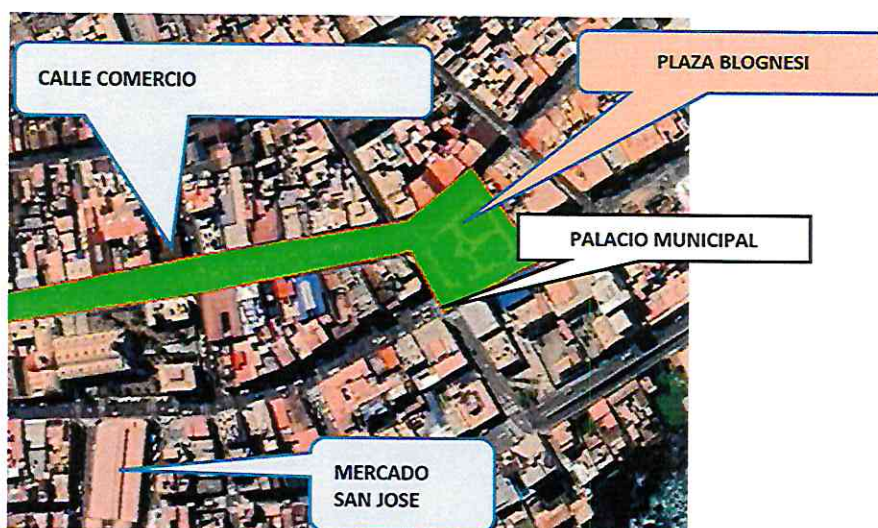 CALLE COMERCIO
PLAZA BLOGNESI
PALACIO MUNICIPAL
MERCADO
SAN JOSE